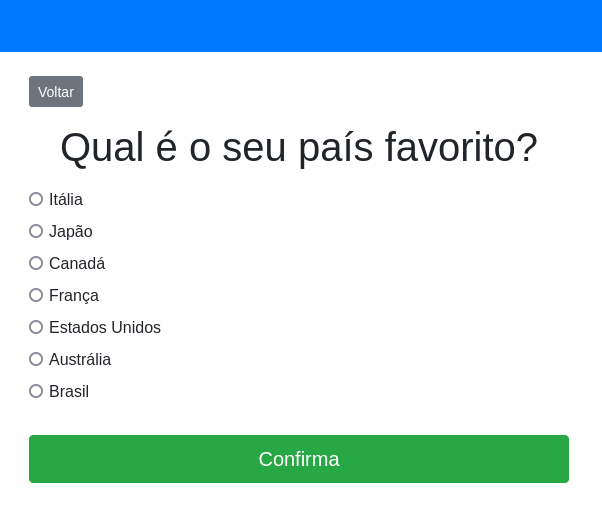 Voltar
Qual é o seu país favorito?
Itália
Japão
Canadá
França
Estados Unidos
Austrália
Brasil
Confirma